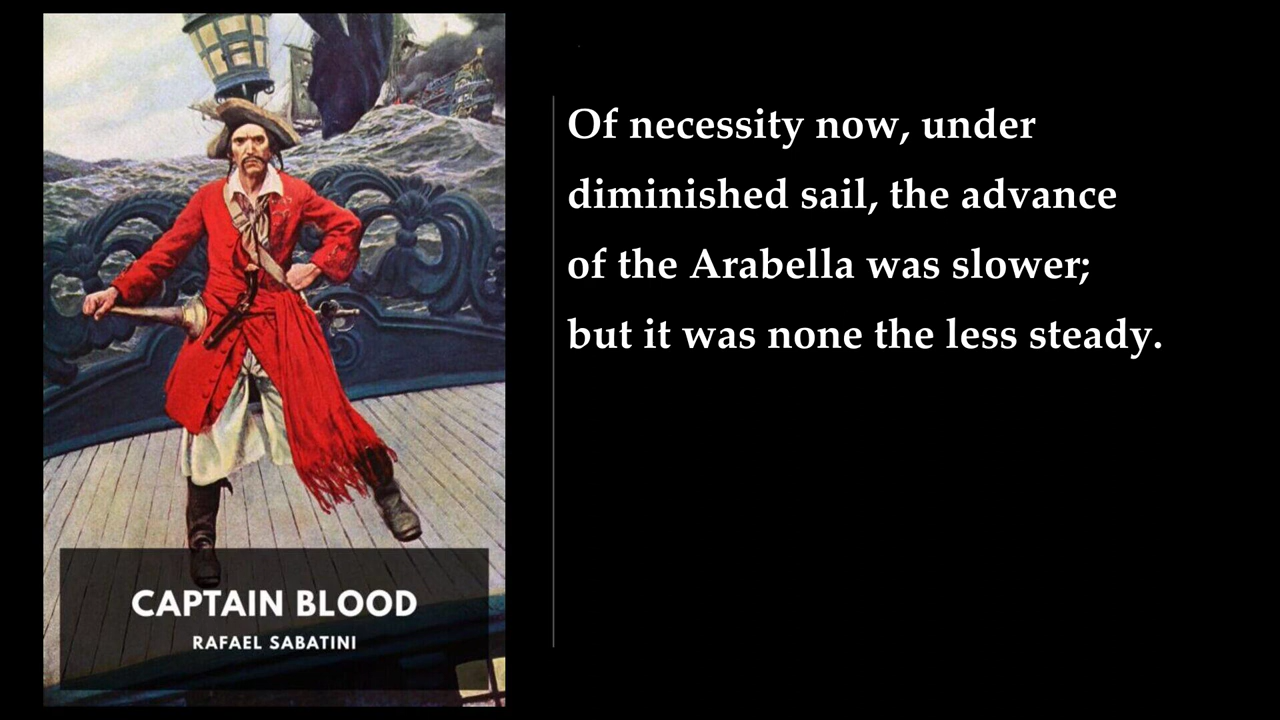 Of necessity now, under
diminished sail, the advance
of the Arabella was slower;
but it was none the less steady.
CAPTAIN BLOOD
RAFAEL SABATINI